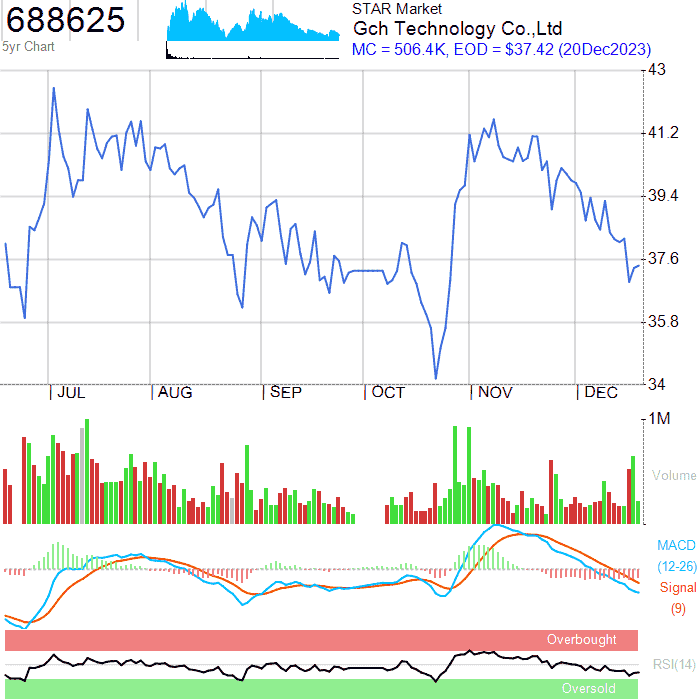 688625
5yr Chart
STAR Market
Gch Technology Co.,Ltd
MC = 506.4K, EOD = $37.42 (20Dec2023)
43
41.2
39.4
37.6
35.8
34
JUL AUG SEP OCT NOV DEC
1M
Volume
MACD
(12-26)
Signal
(9)
Overbought
RSI(14)
Oversold